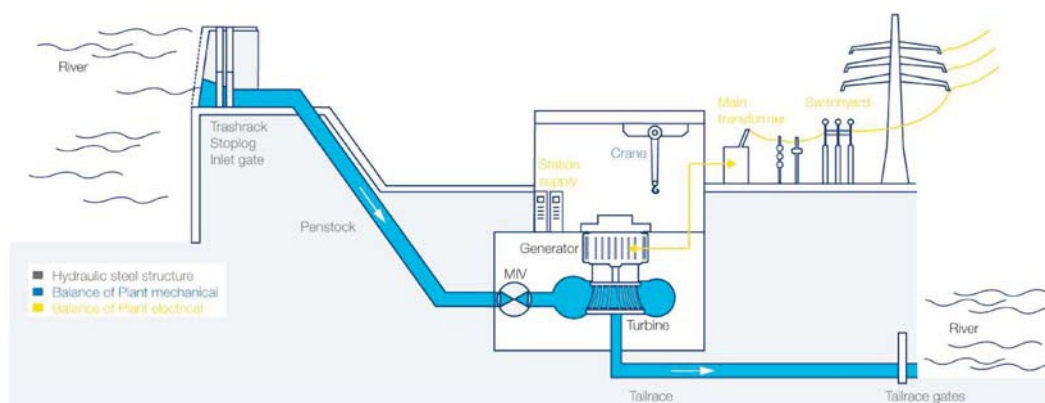 River
Trashrack
Stoplog
Inlet gate
Penstock
Hydraulic steel structure
Balance of Plant mechanical
Balance of Plant electrical
Station
supply
Crane
Generator
MIV
Turbine
Main
transformer
Switchyard
River
Tailrace
Tailrace gates